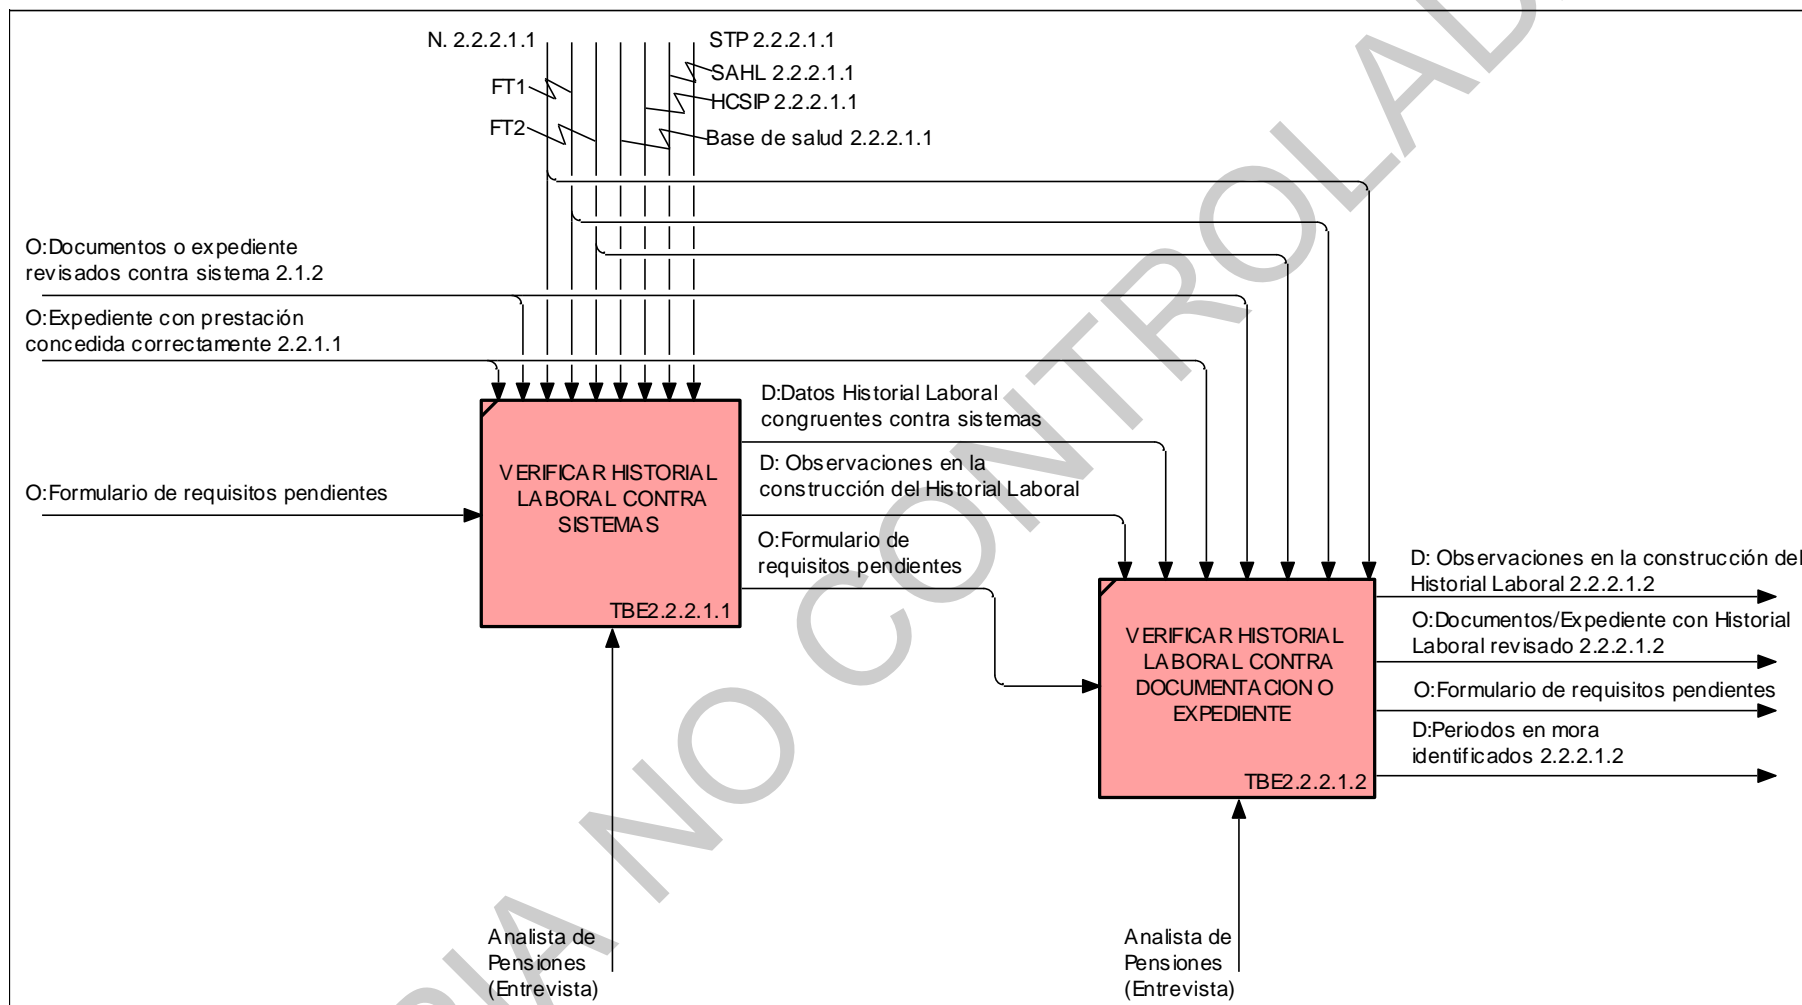 N. 2.2.2.1.1
STP 2.2.2.1.1
SAHL 2.2.2.1.1
FT1
HCSIP 2.2.2.1.1
FT2
Base de salud 2.2.2.1.1
O:Documentos o expediente
revisados contra sistema 2.1.2
O:Expediente con prestación
concedida correctamente 2.2.1.1
O:Formulario de requisitos pendientes
VERIFICAR HISTORIAL
LABORAL CONTRA
SISTEMAS
TBE2.2.2.1.1
D:Datos Historial Laboral
congruentes contra sistemas
D: Observaciones en la
construcción del Historial Laboral
O:Formulario de
requisitos pendientes
VERIFICAR HISTORIAL
LABORAL CONTRA
DOCUMENTACION O
EXPEDIENTE
TBE2.2.2.1.2
D: Observaciones en la construcción del
Historial Laboral 2.2.2.1.2
O:Documentos/Expediente con Historial
Laboral revisado 2.2.2.1.2
O:Formulario de requisitos pendientes
D:Periodos en mora
identificados 2.2.2.1.2
Analista de
Pensiones
(Entrevista)
Analista de
Pensiones
(Entrevista)
NO CONTROLAD